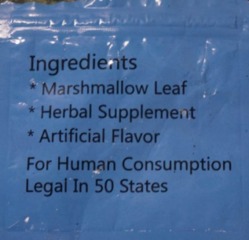 Ingredients
* Marshmallow Leaf
* Herbal Supplement
* Artificial Flavor
For Human Consumption
Legal In 50 States